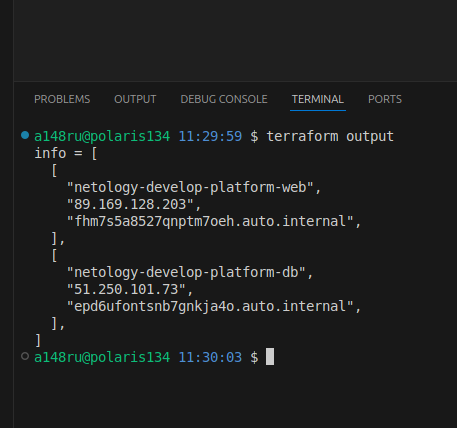 PROBLEMS OUTPUT DEBUG CONSOLE TERMINAL PORTS
a148ru@polaris134 11:29:59 $ terraform output
info = [
  [
    "netology-develop-platform-web",
    "89.169.128.203",
    "fhm7s5a8527qnptm7oeh.auto.internal",
  ],
  [
    "netology-develop-platform-db",
    "51.250.101.73",
    "epd6ufontsnb7gnkja4o.auto.internal",
  ],
]
a148ru@polaris134 11:30:03 $